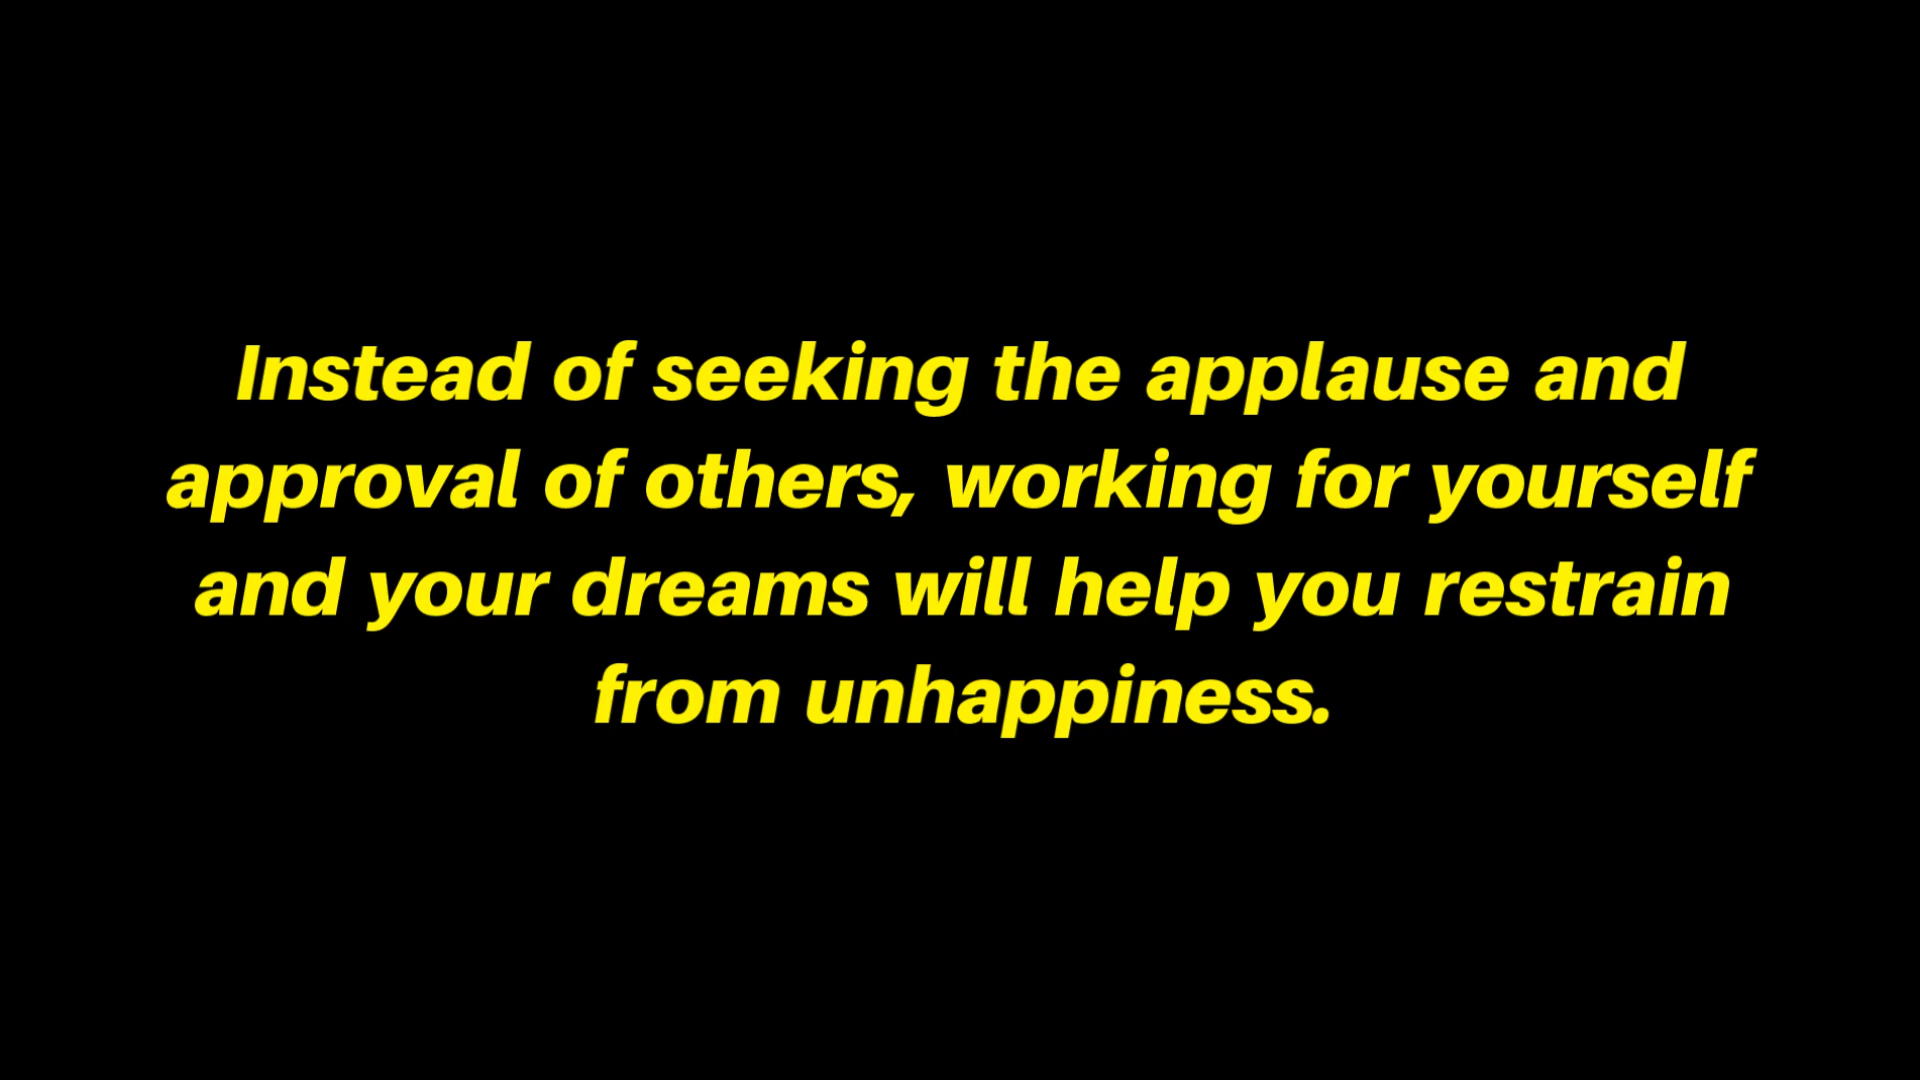 Instead of seeking the applause and
approval of others, working for yourself
and your dreams will help you restrain
from unhappiness.